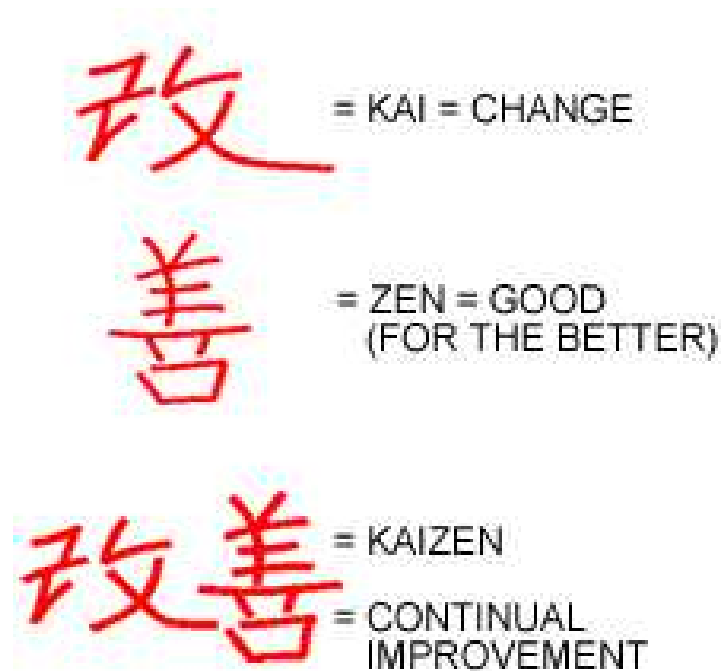 改 = KAI = CHANGE
善 = ZEN = GOOD
(FOR THE BETTER)
改善 = KAIZEN
= CONTINUAL
IMPROVEMENT